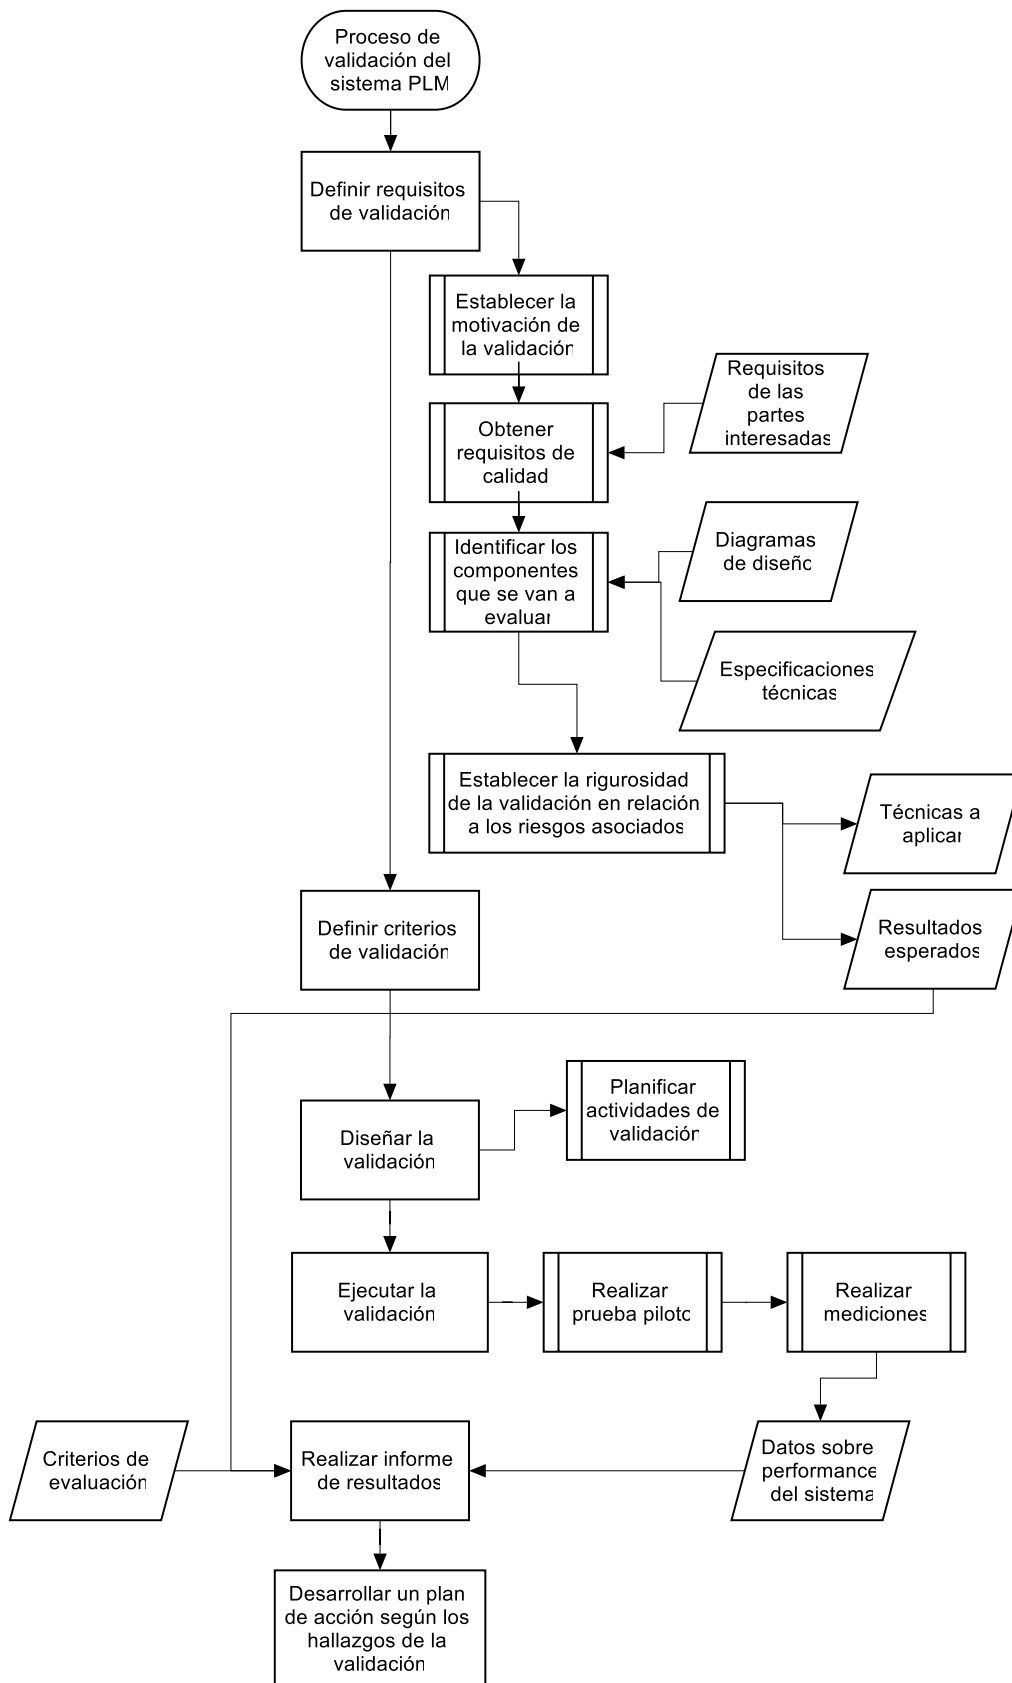 Proceso de
validación del
sistema PLM
Definir requisitos
de validación
Establecer la
motivación de
la validación
Requisitos
de las
partes
interesadas
Obtener
requisitos de
calidad
Diagramas
de diseño
Identificar los
componentes
que se van a
evaluar
Especificaciones
técnicas
Establecer la rigurosidad
de la validación en relación
a los riesgos asociados
Técnicas a
aplicar
Definir criterios
de validación
Resultados
esperados
Planificar
actividades de
validación
Diseñar la
validación
Ejecutar la
validación
Realizar
prueba piloto
Realizar
mediciones
Criterios de
evaluación
Realizar informe
de resultados
Datos sobre
performance
del sistema
Desarrollar un plan
de acción según los
hallazgos de la
validación